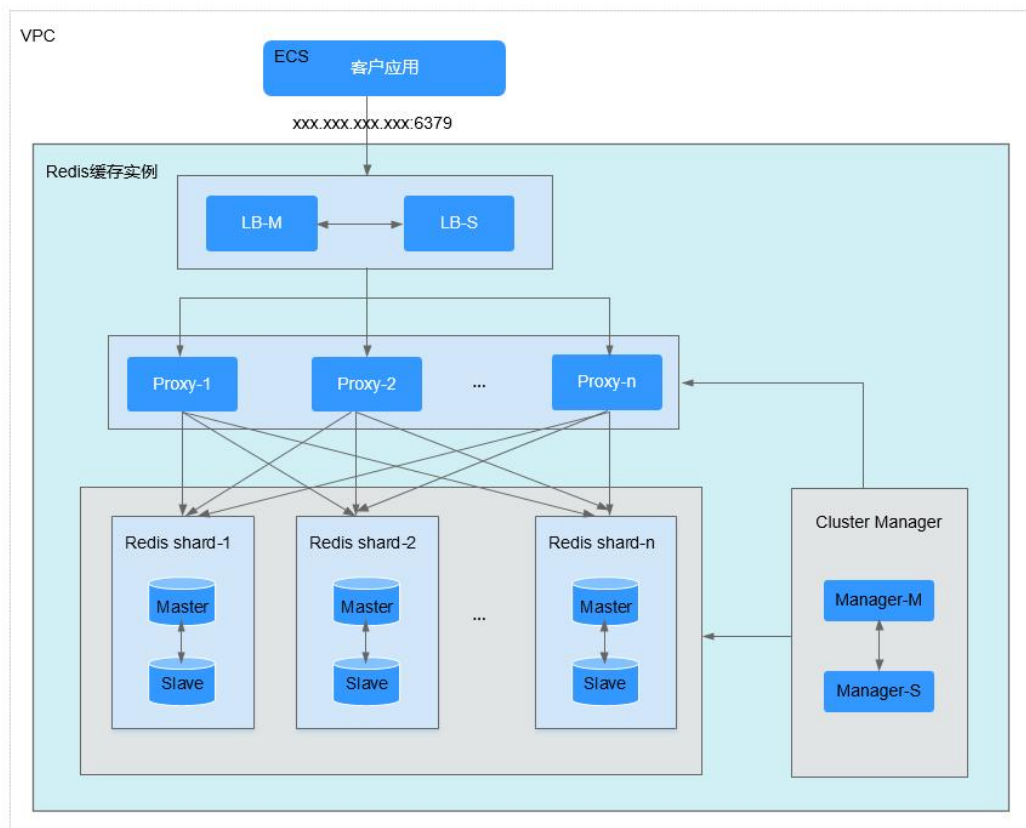 VPC
ECS
客户应用
xxx.xxx.xxx.xxx:6379
Redis缓存实例
LB-M
LB-S
Proxy-1
Proxy-2
...
Proxy-n
Redis shard-1
Redis shard-2
Redis shard-n
Master
Master
...
Master
Slave
Slave
Slave
Cluster Manager
Manager-M
Manager-S